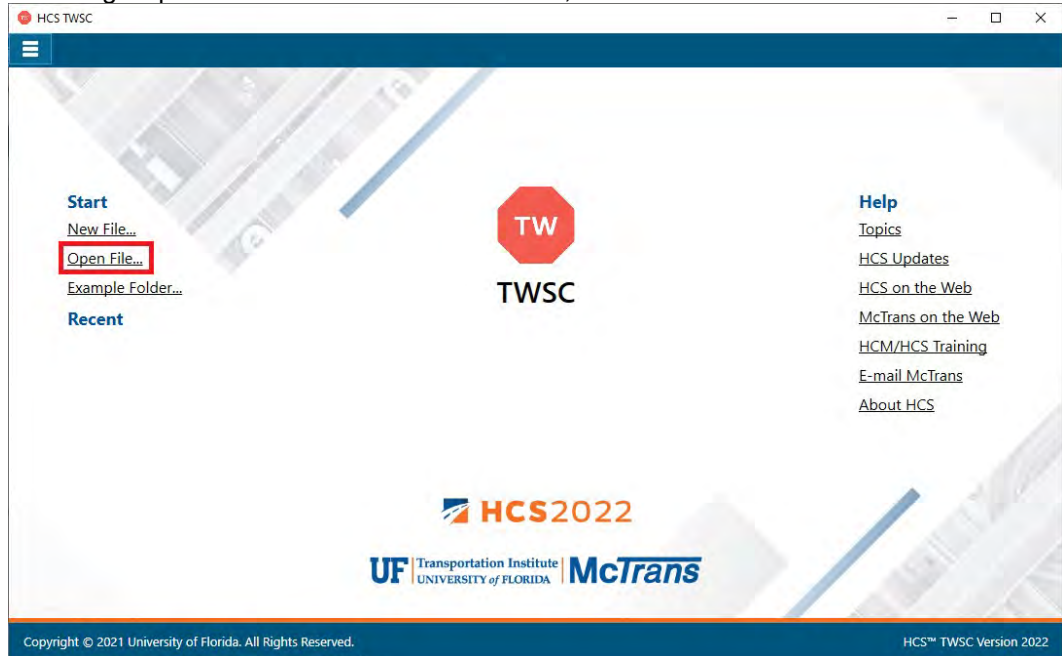 HCS TWSC
Start
New File...
Open File...
Example Folder...
Recent
TW
TWSC
Help
Topics
HCS Updates
HCS on the Web
McTrans on the Web
HCM/HCS Training
E-mail McTrans
About HCS
HCS2022
UF Transportation Institute
UNIVERSITY of FLORIDA
McTrans
Copyright © 2021 University of Florida. All Rights Reserved.
HCS™ TWSC Version 2022